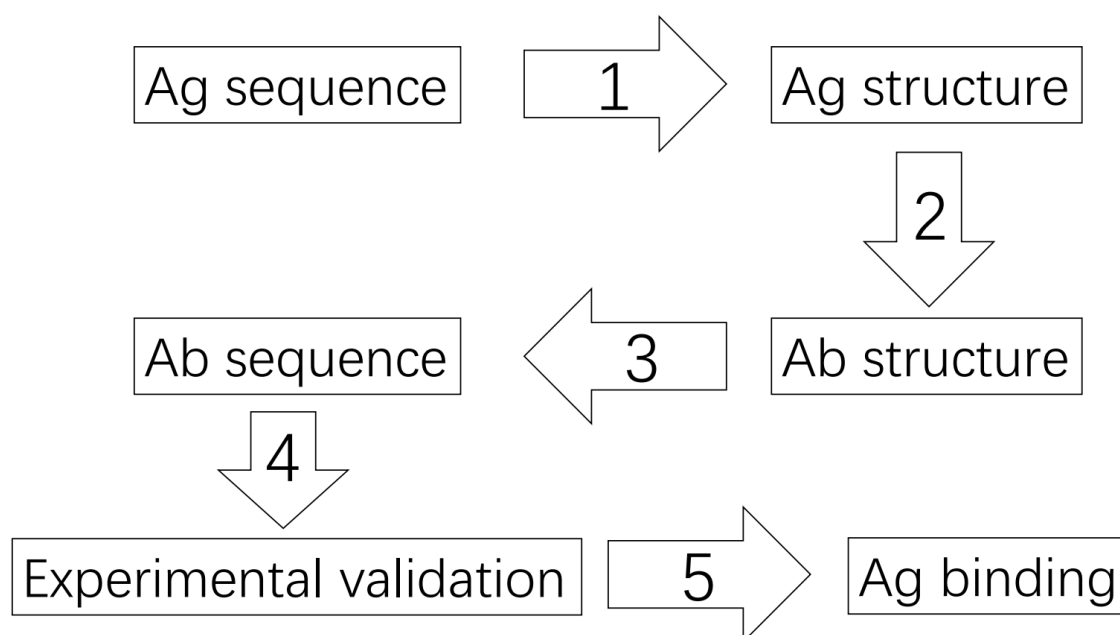 Ag sequence
1
Ag structure
2
Ab structure
3
Ab sequence
4
Experimental validation
5
Ag binding